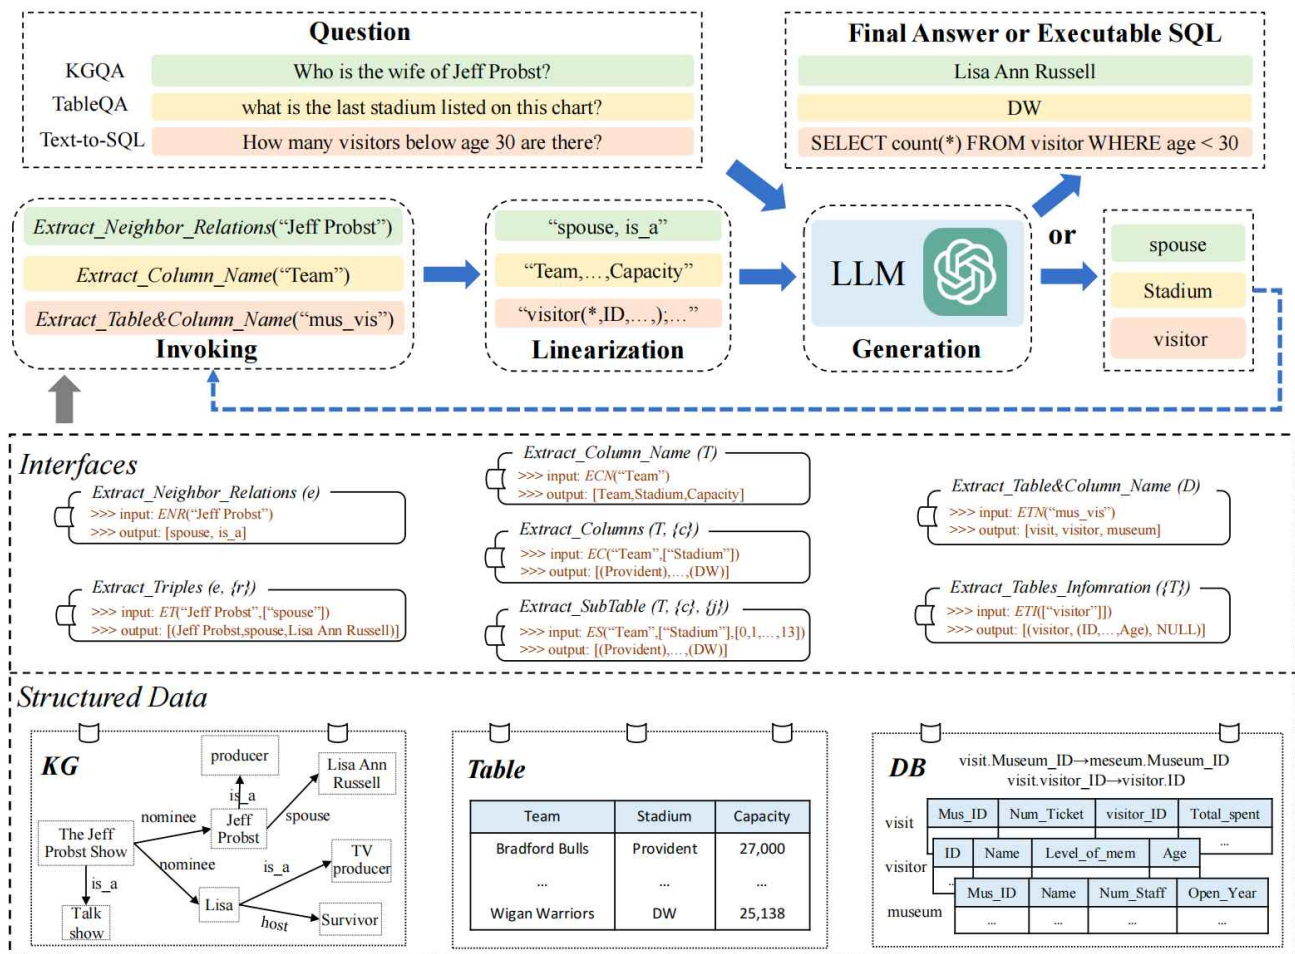 Question
KGQA
Who is the wife of Jeff Probst?
TableQA
what is the last stadium listed on this chart?
Text-to-SQL
How many visitors below age 30 are there?
Final Answer or Executable SQL
Lisa Ann Russell
DW
SELECT count(*) FROM visitor WHERE age < 30
Extract_Neighbor_Relations(“Jeff Probst”)
Extract_Column_Name(“Team”)
Extract_Table&Column_Name(“mus_vis”)
Invoking
“spouse, is_a”
“Team,…,Capacity”
“visitor(*,ID,…,);…”
Linearization
LLM
Generation
or
spouse
Stadium
visitor
Interfaces
Extract_Neighbor_Relations (e)
>>> input: ENR(“Jeff Probst”)
>>> output: [spouse, is_a]
Extract_Triples (e, {r})
>>> input: ET(“Jeff Probst”,[“spouse”])
>>> output: [(Jeff Probst,spouse,Lisa Ann Russell)]
Extract_Column_Name (T)
>>> input: ECN(“Team”)
>>> output: [Team,Stadium,Capacity]
Extract_Columns (T, {c})
>>> input: EC(“Team”,[“Stadium”])
>>> output: [(Provident),…,(DW)]
Extract_SubTable (T, {c}, {j})
>>> input: ES(“Team”,[“Stadium”],[0,1,…,13])
>>> output: [(Provident),…,(DW)]
Extract_Table&Column_Name (D)
>>> input: ETN(“mus_vis”)
>>> output: [visit, visitor, museum]
Extract_Tables_Infomration ({T})
>>> input: ETI([“visitor”]])
>>> output: [(visitor, (ID,…,Age), NULL)]
Structured Data
KG
producer
Lisa Ann
Russell
is_a
nominee
Jeff
Probst
spouse
The Jeff
Probst Show
nominee
is_a
TV
producer
is_a
Lisa
host
Survivor
Talk
show
Table
Team Stadium Capacity
Bradford Bulls Provident 27,000
... ... ...
Wigan Warriors DW 25,138
DB
visit.Museum_ID→meseum.Museum_ID
visit.visitor_ID→visitor.ID
visit
Mus_ID Num_Ticket visitor_ID Total_spent
...
visitor
ID Name Level_of_mem Age
...
museum
Mus_ID Name Num_Staff Open_Year
... ... ... ...